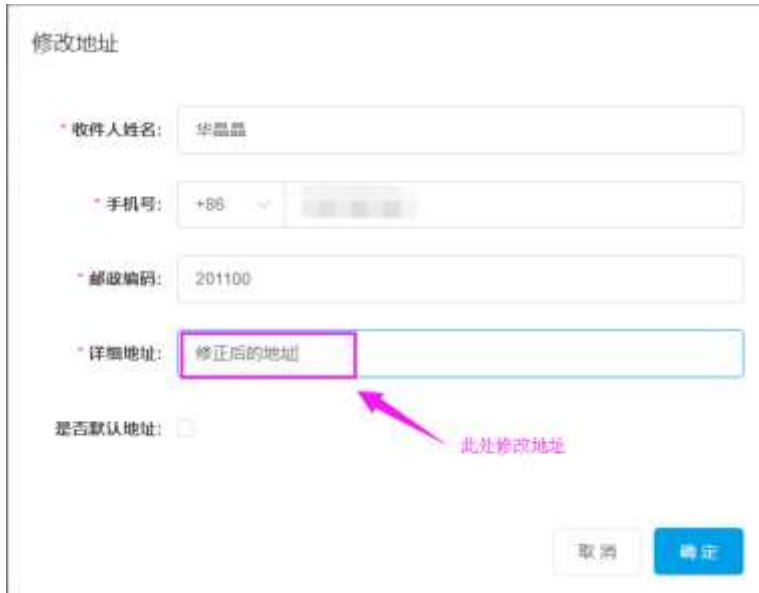 修改地址
* 收件人姓名: 华晶晶
* 手机号: +86
* 邮政编码: 201100
* 详细地址: 修正后的地址
是否默认地址:
此处修改地址
取消 确定